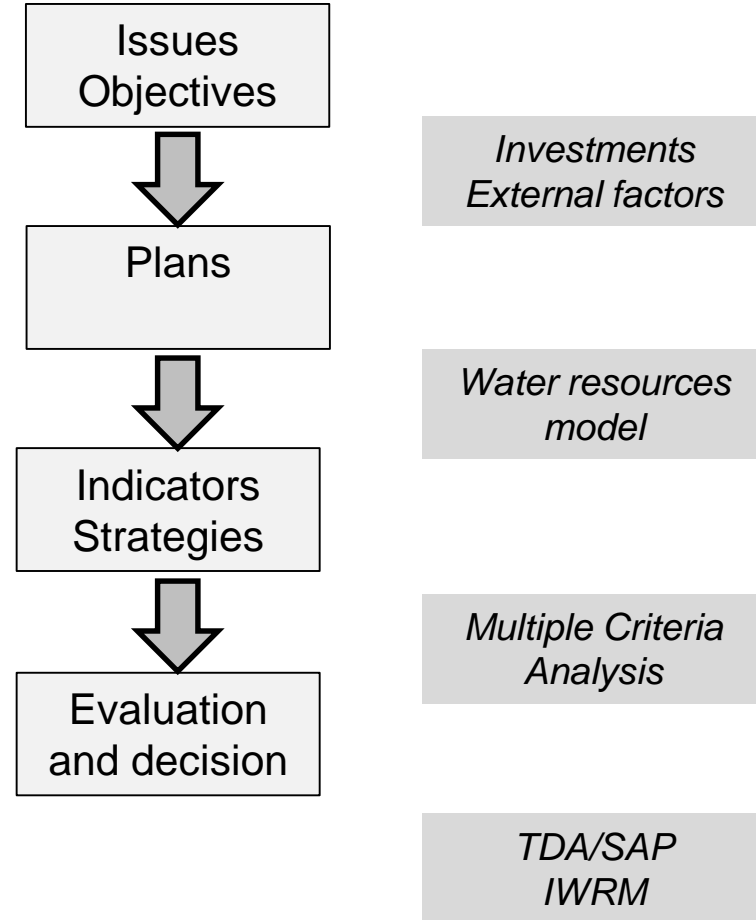 Issues
Objectives
Investments
External factors
Plans
Water resources
model
Indicators
Strategies
Multiple Criteria
Analysis
Evaluation
and decision
TDA/SAP
IWRM